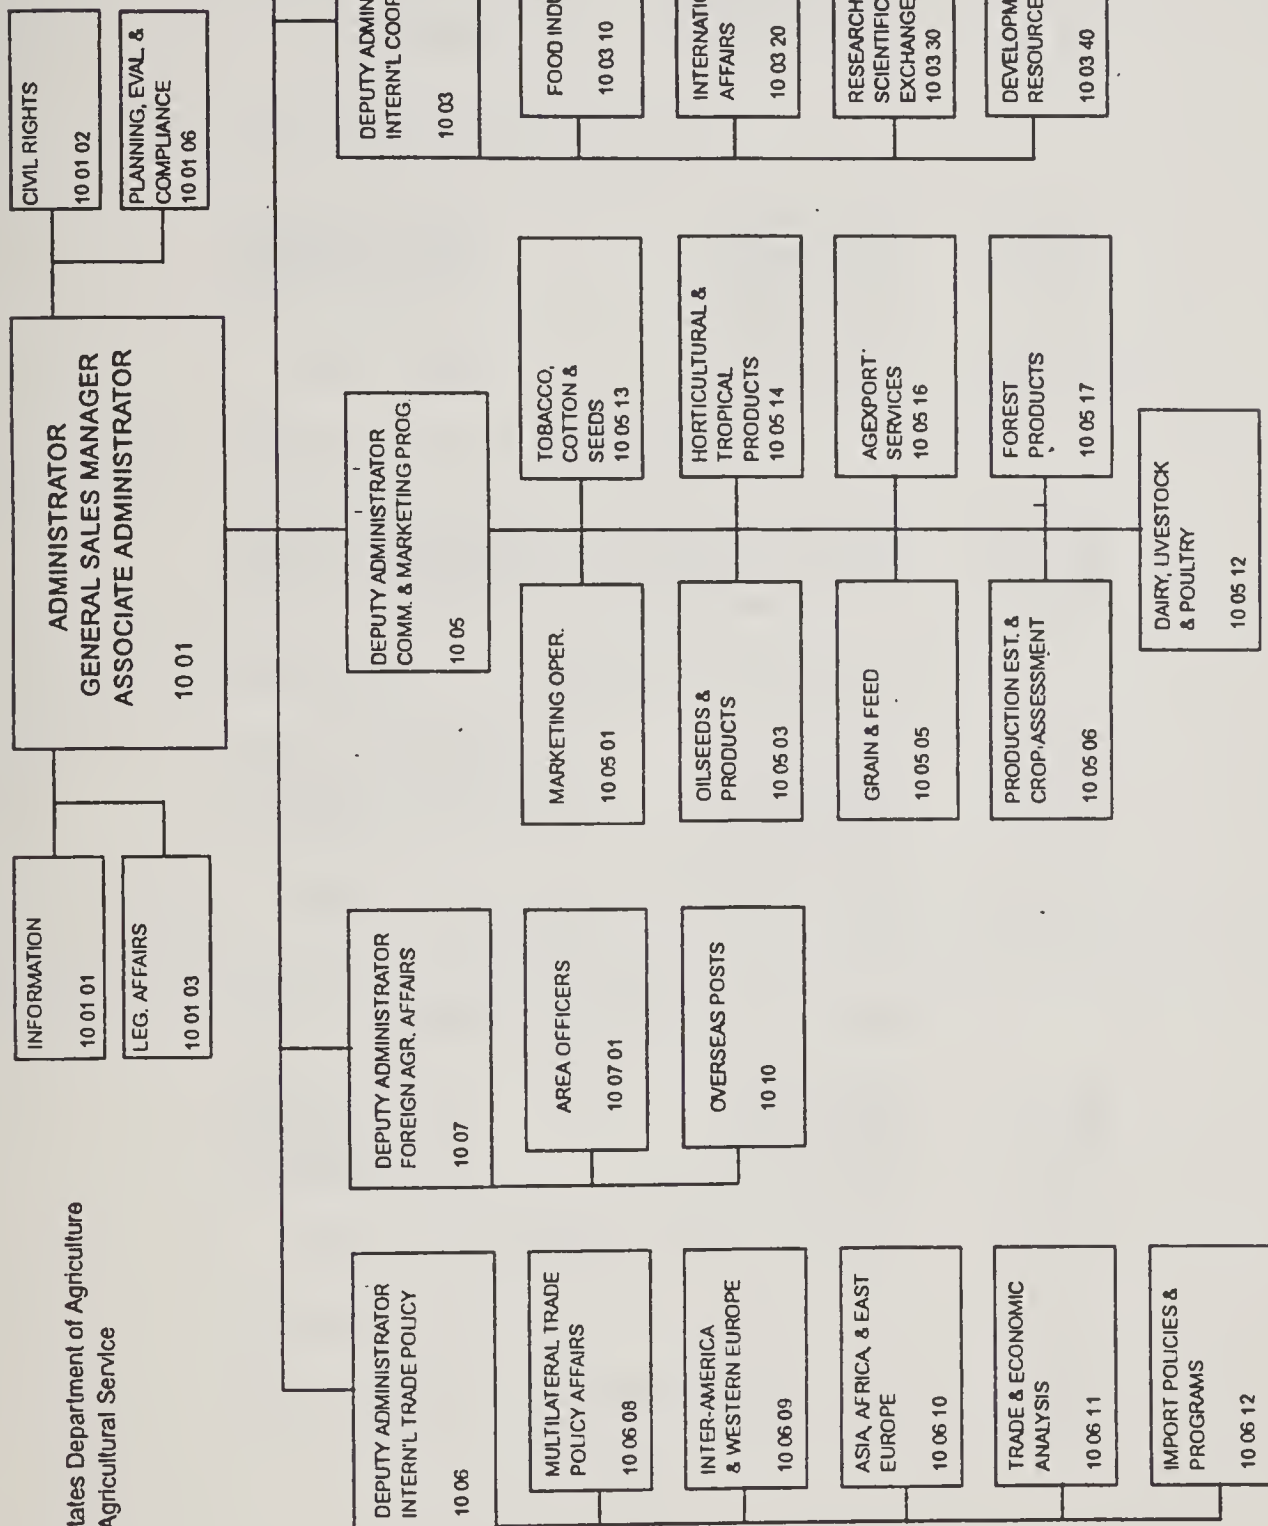 tates Department of Agriculture
Agricultural Service
INFORMATION
10 01 01
LEG. AFFAIRS
10 01 03
ADMINISTRATOR
GENERAL SALES MANAGER
ASSOCIATE ADMINISTRATOR
10 01
CIVIL RIGHTS
10 01 02
PLANNING, EVAL. &
COMPLIANCE
10 01 06
DEPUTY ADMINISTRATOR
INTERN'L TRADE POLICY
10 06
MULTILATERAL TRADE
POLICY AFFAIRS
10 06 08
INTER-AMERICA
& WESTERN EUROPE
10 06 09
ASIA, AFRICA, & EAST
EUROPE
10 06 10
TRADE & ECONOMIC
ANALYSIS
10 06 11
IMPORT POLICIES &
PROGRAMS
10 06 12
DEPUTY ADMINISTRATOR
FOREIGN AGR. AFFAIRS
10 07
AREA OFFICERS
10 07 01
OVERSEAS POSTS
10 10
DEPUTY ADMINISTRATOR
COMM. & MARKETING PROG.
10 05
MARKETING OPER.
10 05 01
OILSEEDS &
PRODUCTS
10 05 03
GRAIN & FEED
10 05 05
PRODUCTION EST. &
CROP ASSESSMENT
10 05 06
TOBACCO,
COTTON &
SEEDS
10 05 13
HORTICULTURAL &
TROPICAL
PRODUCTS
10 05 14
AGEXPORT
SERVICES
10 05 16
FOREST
PRODUCTS
10 05 17
DAIRY, LIVESTOCK
& POULTRY
10 05 12
DEPUTY ADMIN
INTERN'L COOP
10 03
FOOD INDU
10 03 10
INTERNATIO
AFFAIRS
10 03 20
RESEARCH
SCIENTIFIC
EXCHANGE
10 03 30
DEVELOPM
RESOURCE
10 03 40